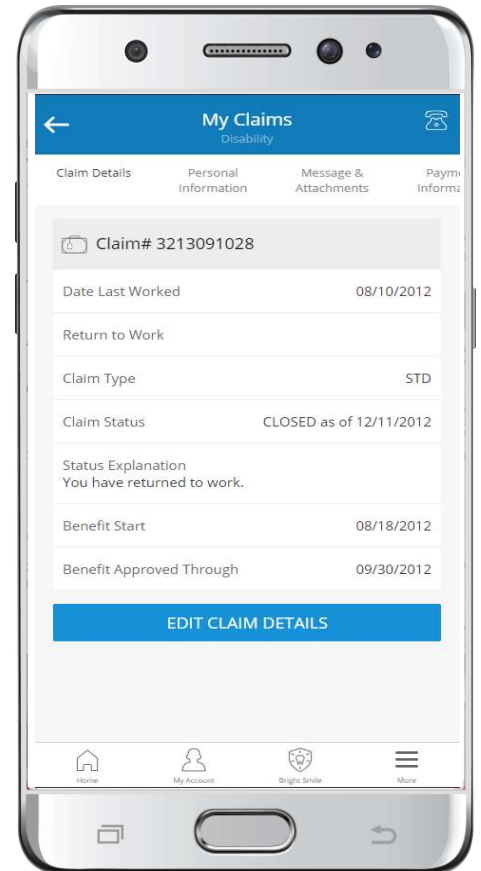 My Claims
Disability
Claim Details
Personal
Information
Message &
Attachments
Payme
Informa
Claim# 3213091028
Date Last Worked
08/10/2012
Return to Work
Claim Type
STD
Claim Status
CLOSED as of 12/11/2012
Status Explanation
You have returned to work.
Benefit Start
08/18/2012
Benefit Approved Through
09/30/2012
EDIT CLAIM DETAILS
Home
My Account
Bright Smile
More